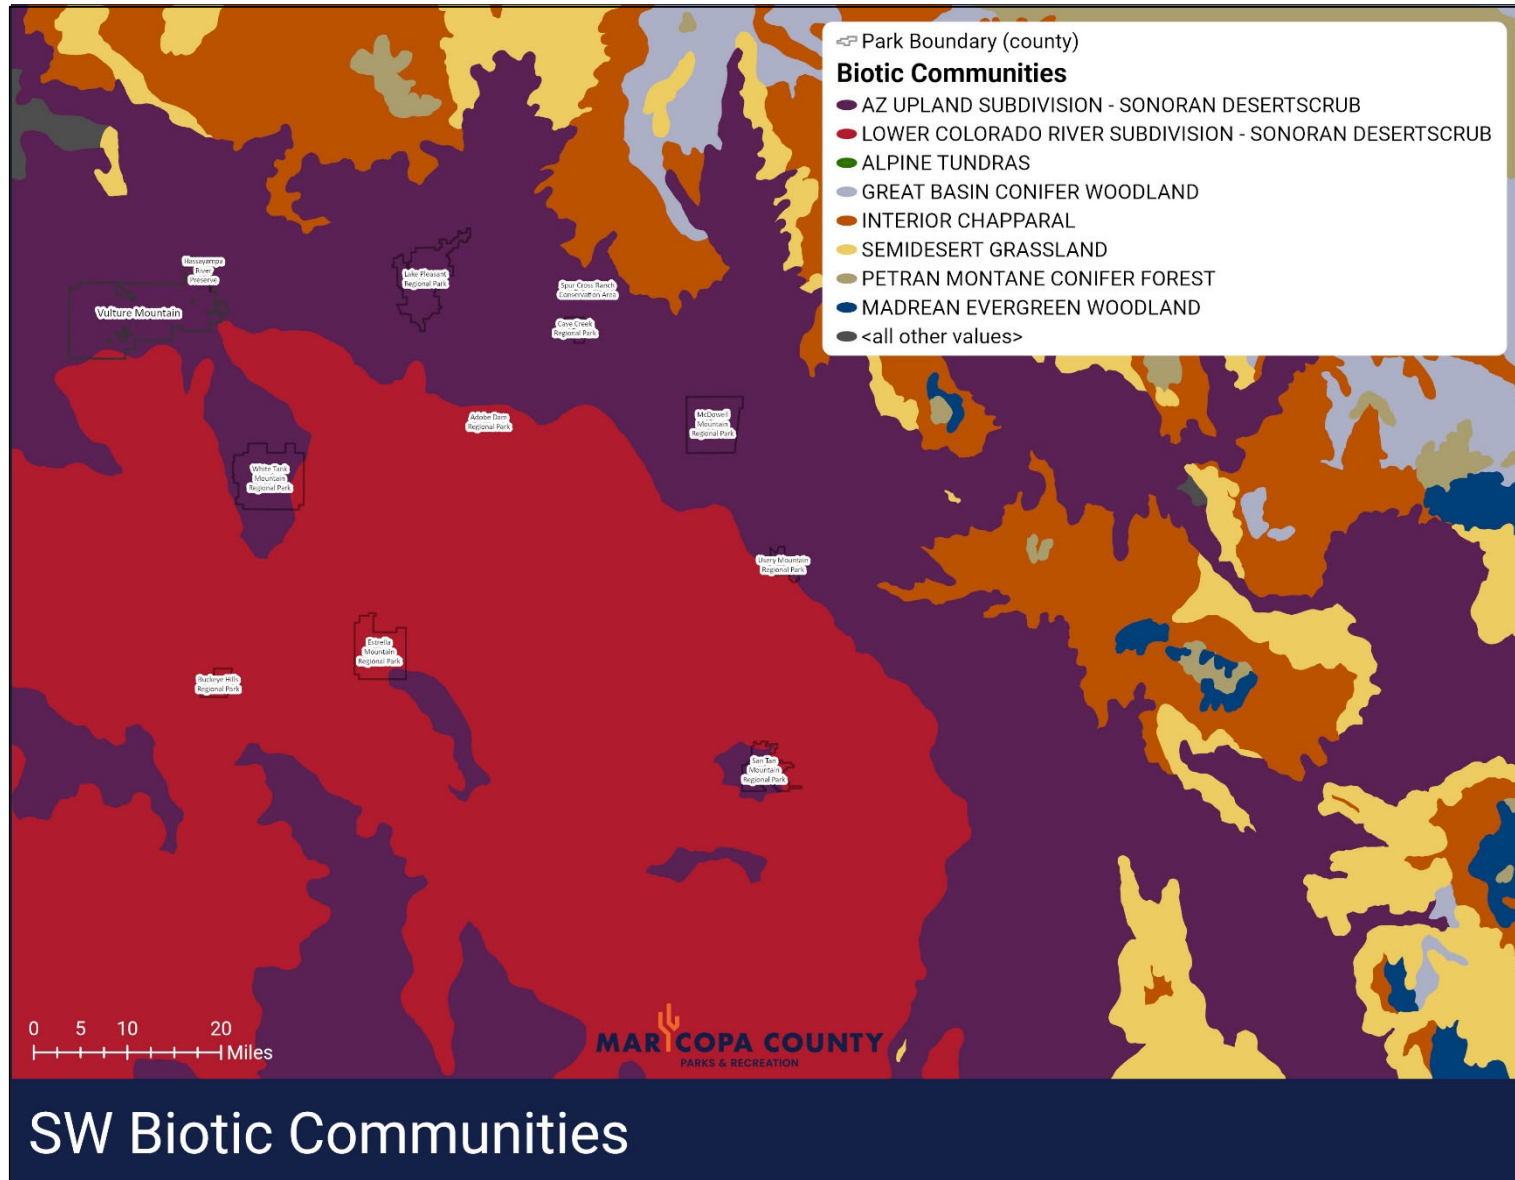 Park Boundary (county)
Biotic Communities
AZ UPLAND SUBDIVISION - SONORAN DESERTSCRUB
LOWER COLORADO RIVER SUBDIVISION - SONORAN DESERTSCRUB
ALPINE TUNDRAS
GREAT BASIN CONIFER WOODLAND
INTERIOR CHAPPARAL
SEMIDESERT GRASSLAND
PETRAN MONTANE CONIFER FOREST
MADREAN EVERGREEN WOODLAND
<all other values>
Hassayampa
River
Preserve
Vulture Mountain
Lake Pleasant
Regional Park
Spur Cross Ranch
Conservation Area
Cave Creek
Regional Park
Adobe Dam
Regional Park
McDowell
Mountain
Regional Park
White Tank
Mountain
Regional Park
Usery Mountain
Regional Park
Estrella
Mountain
Regional Park
Buckeye Hills
Regional Park
San Tan
Mountain
Regional Park
0 5 10 20
Miles
MARICOPA COUNTY
PARKS & RECREATION
SW Biotic Communities